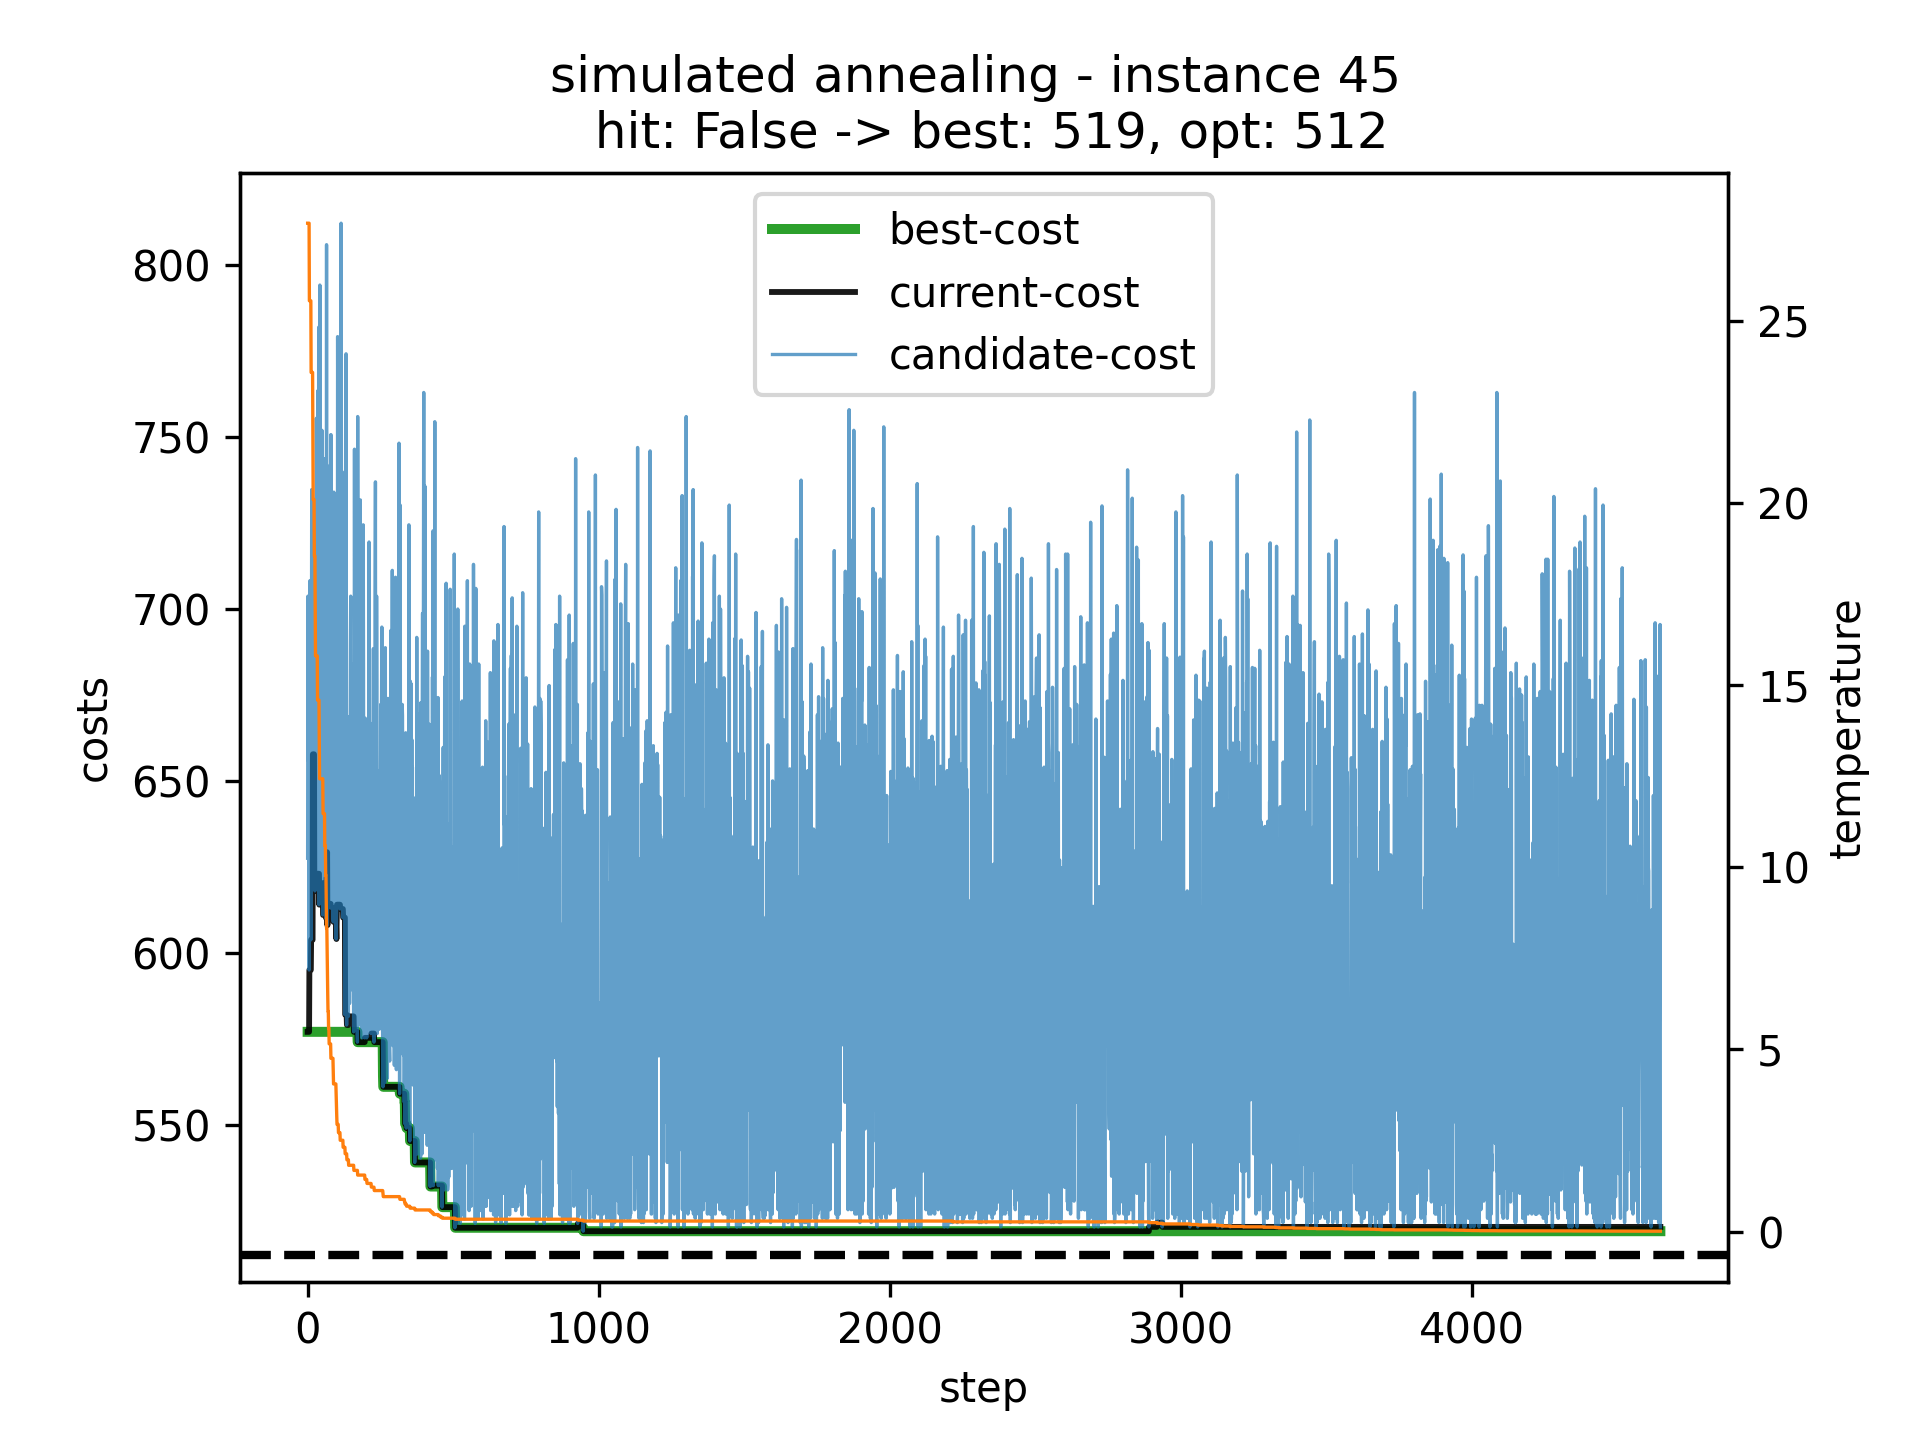 simulated annealing - instance 45
hit: False -> best: 519, opt: 512
best-cost
current-cost
candidate-cost
costs
800
750
700
650
600
550
temperature
25
20
15
10
5
0
0
1000
2000
3000
4000
step